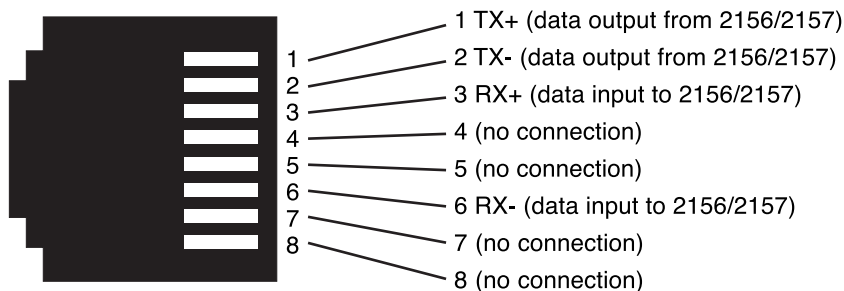 1 1 TX+ (data output from 2156/2157)
2 2 TX- (data output from 2156/2157)
3 3 RX+ (data input to 2156/2157)
4 4 (no connection)
5 5 (no connection)
6 6 RX- (data input to 2156/2157)
7 7 (no connection)
8 8 (no connection)